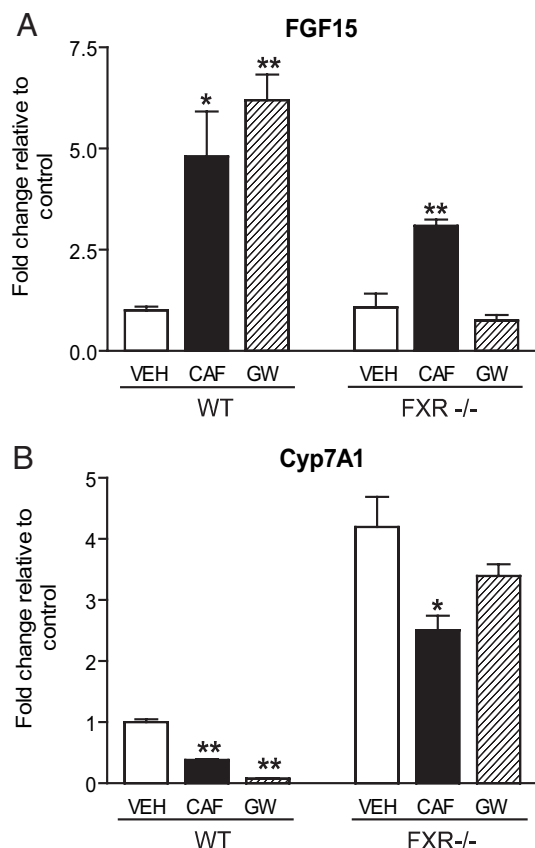 A
FGF15
Fold change relative to
control
7.5
5.0
2.5
0.0
*
**
**
VEH CAF GW VEH CAF GW
WT FXR -/-
B
Cyp7A1
Fold change relative to
control
5
4
3
2
1
0
**
**
*
VEH CAF GW VEH CAF GW
WT FXR-/-